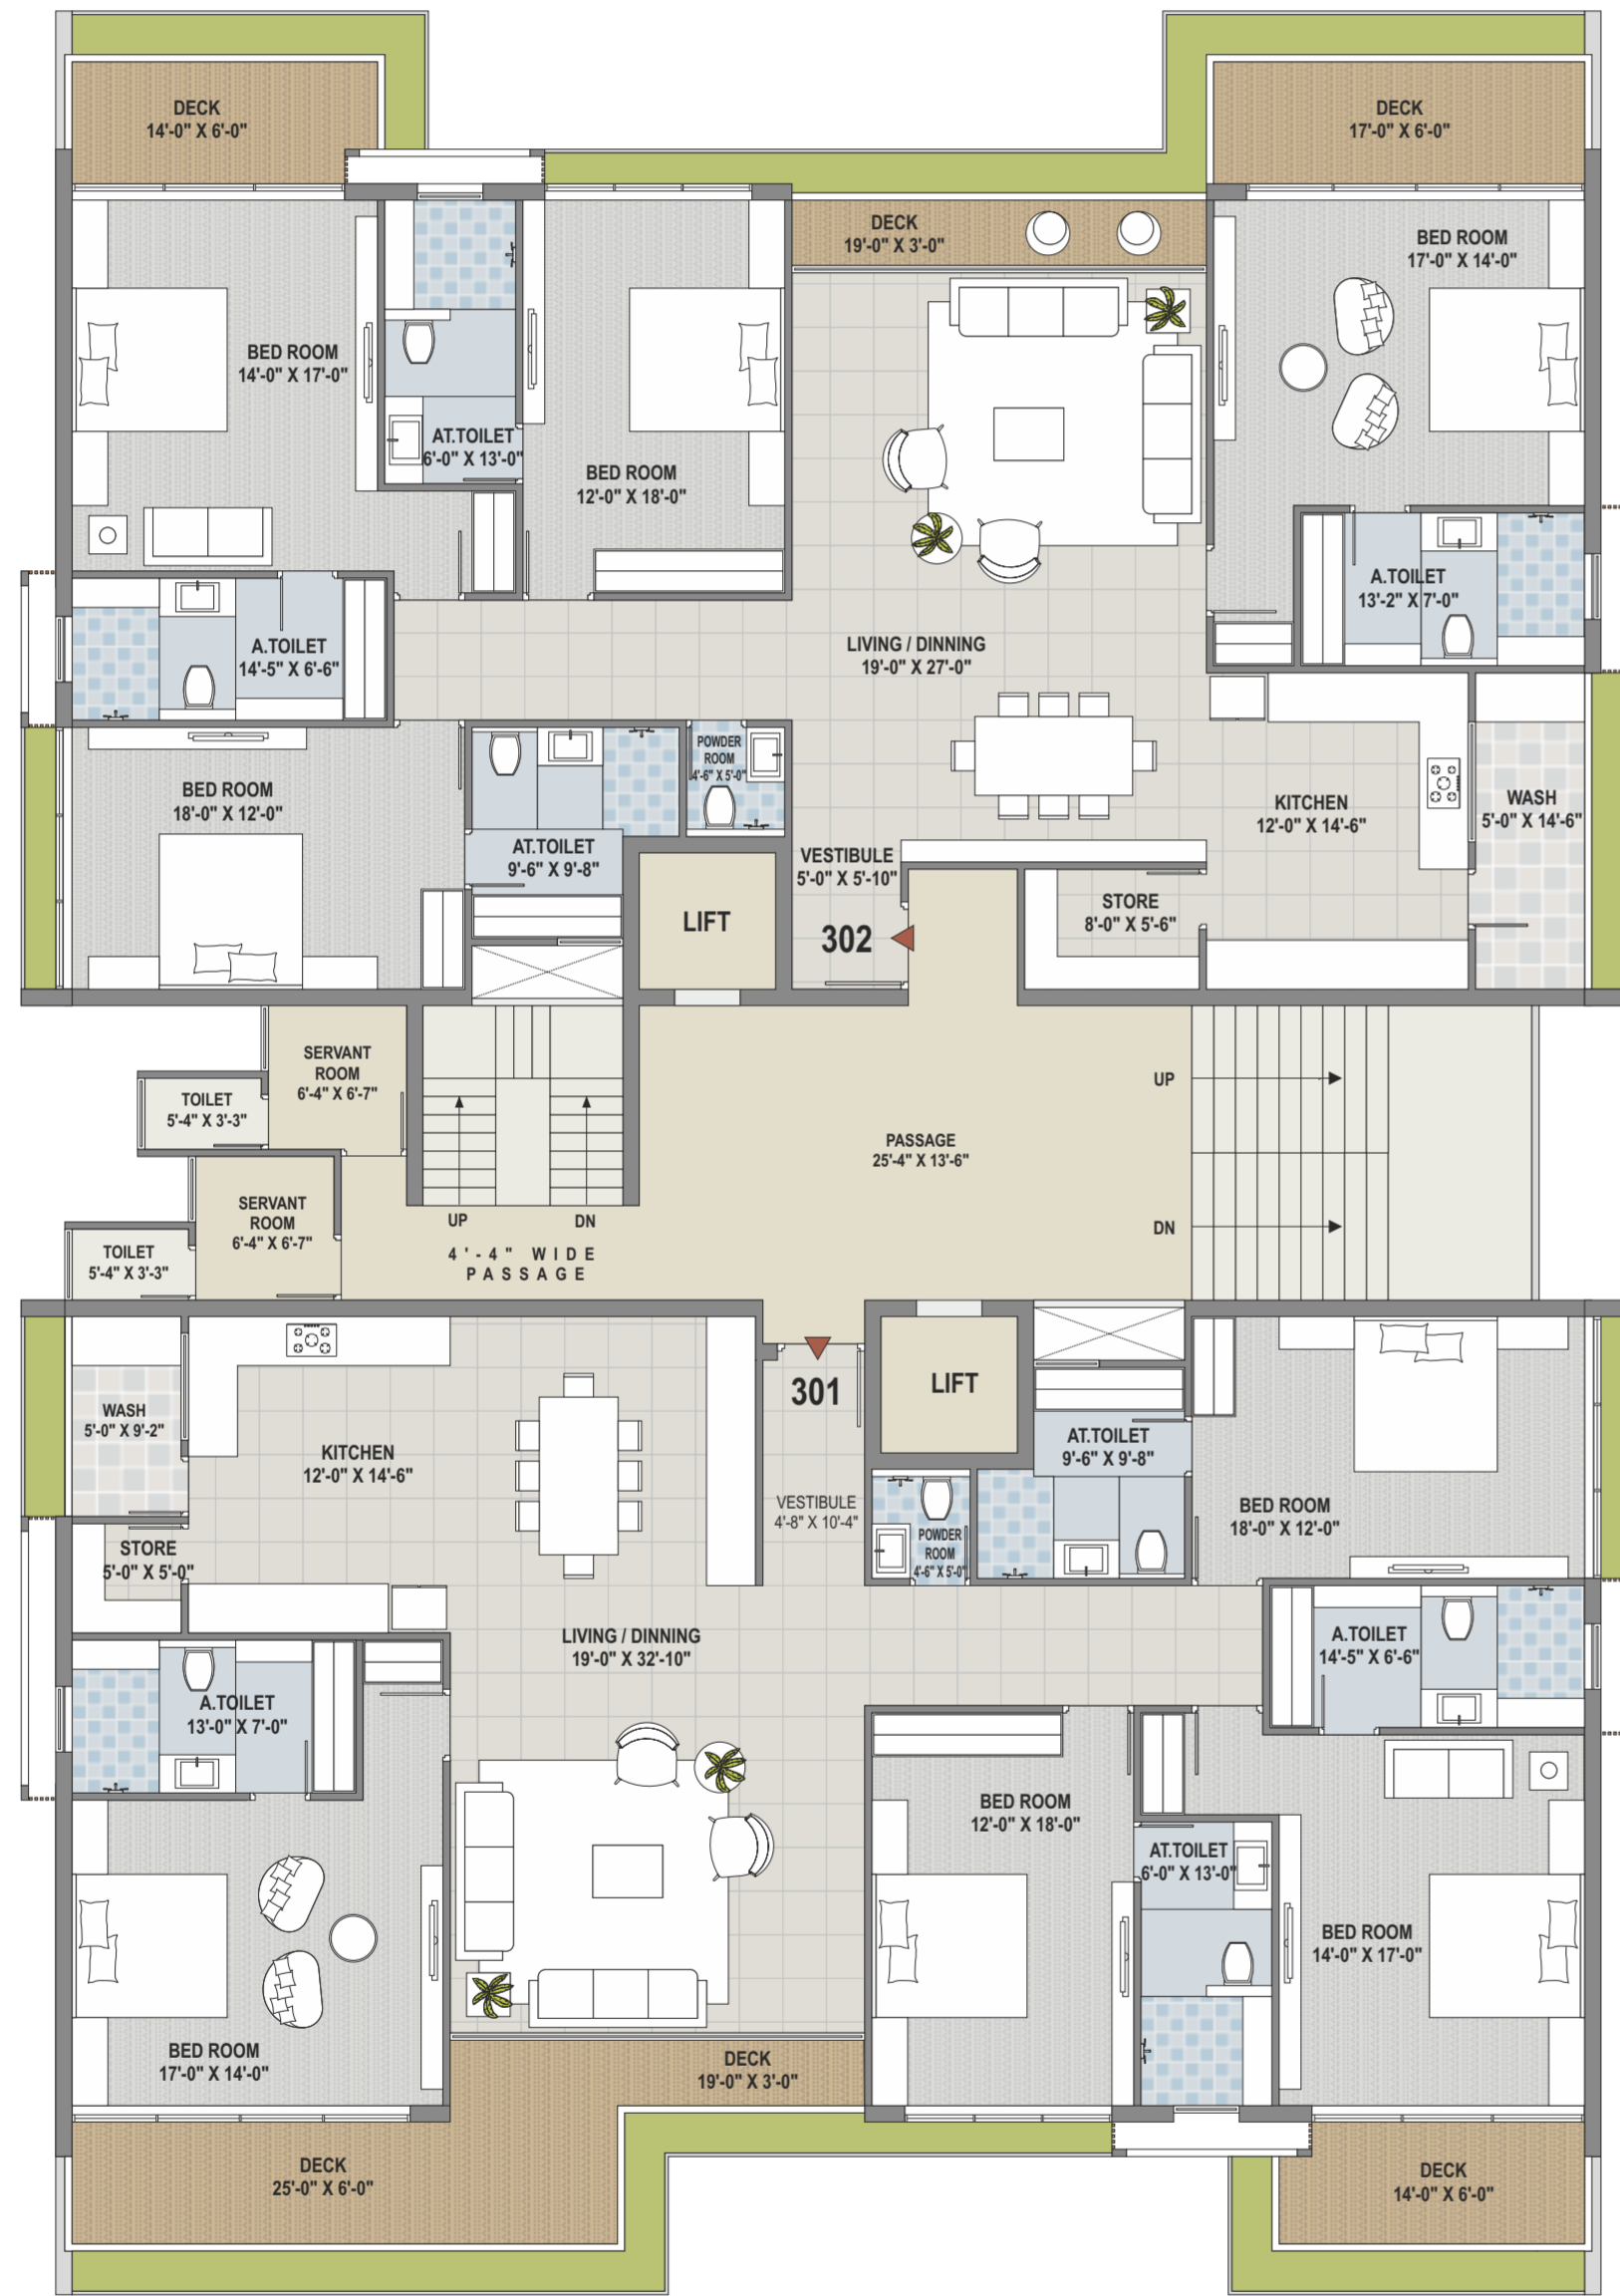 DECK
14'-0" X 6'-0"
DECK
17'-0" X 6'-0"
DECK
19'-0" X 3'-0"
BED ROOM
17'-0" X 14'-0"
BED ROOM
14'-0" X 17'-0"
AT.TOILET
6'-0" X 13'-0"
BED ROOM
12'-0" X 18'-0"
A.TOILET
13'-2" X 7'-0"
A.TOILET
14'-5" X 6'-6"
LIVING / DINNING
19'-0" X 27'-0"
POWDER
ROOM
4'-6" X 5'-0"
BED ROOM
18'-0" X 12'-0"
KITCHEN
12'-0" X 14'-6"
WASH
5'-0" X 14'-6"
AT.TOILET
9'-6" X 9'-8"
VESTIBULE
5'-0" X 5'-10"
LIFT
302
STORE
8'-0" X 5'-6"
SERVANT
ROOM
6'-4" X 6'-7"
TOILET
5'-4" X 3'-3"
UP
PASSAGE
25'-4" X 13'-6"
SERVANT
ROOM
6'-4" X 6'-7"
UP
DN
DN
TOILET
5'-4" X 3'-3"
4'-4" WIDE
PASSAGE
301
LIFT
WASH
5'-0" X 9'-2"
KITCHEN
12'-0" X 14'-6"
AT.TOILET
9'-6" X 9'-8"
VESTIBULE
4'-8" X 10'-4"
BED ROOM
18'-0" X 12'-0"
POWDER
ROOM
4'-6" X 5'-0"
STORE
5'-0" X 5'-0"
LIVING / DINNING
19'-0" X 32'-10"
A.TOILET
14'-5" X 6'-6"
A.TOILET
13'-0" X 7'-0"
BED ROOM
12'-0" X 18'-0"
AT.TOILET
6'-0" X 13'-0"
BED ROOM
14'-0" X 17'-0"
BED ROOM
17'-0" X 14'-0"
DECK
19'-0" X 3'-0"
DECK
25'-0" X 6'-0"
DECK
14'-0" X 6'-0"